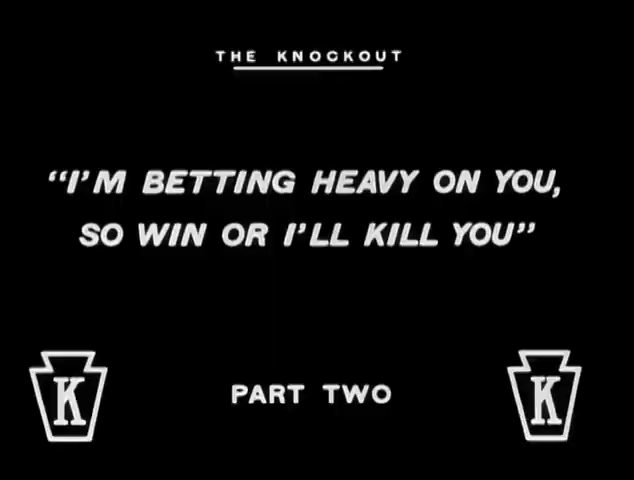 THE KNOCKOUT
"I'M BETTING HEAVY ON YOU,
SO WIN OR I'LL KILL YOU"
K PART TWO K